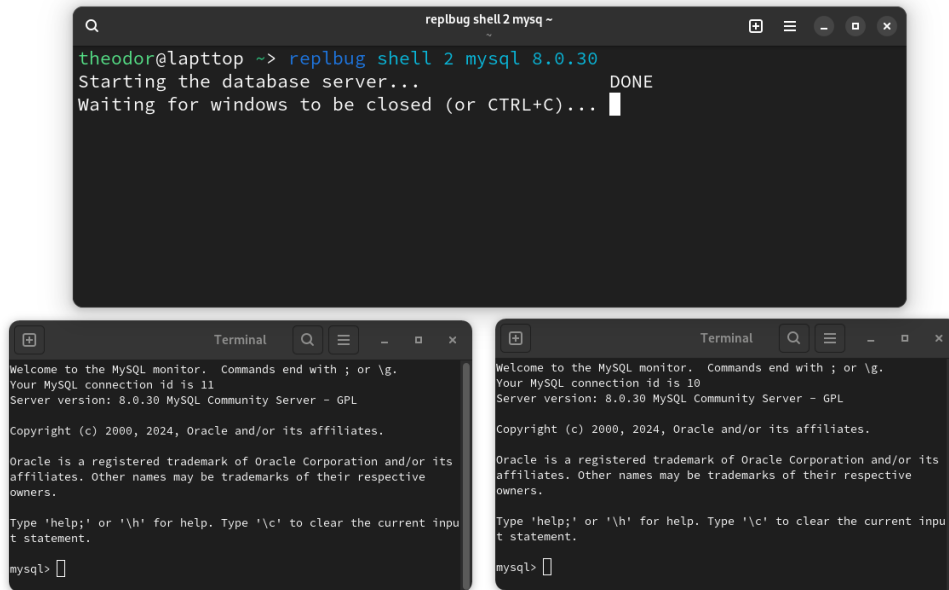 replbug shell 2 mysq ~
~
theodor@lapttop ~> replbug shell 2 mysql 8.0.30
Starting the database server... DONE
Waiting for windows to be closed (or CTRL+C)...
Terminal
Welcome to the MySQL monitor. Commands end with ; or \g.
Your MySQL connection id is 11
Server version: 8.0.30 MySQL Community Server - GPL
Copyright (c) 2000, 2024, Oracle and/or its affiliates.
Oracle is a registered trademark of Oracle Corporation and/or its
affiliates. Other names may be trademarks of their respective
owners.
Type 'help;' or '\h' for help. Type '\c' to clear the current inpu
t statement.
mysql>
Terminal
Welcome to the MySQL monitor. Commands end with ; or \g.
Your MySQL connection id is 10
Server version: 8.0.30 MySQL Community Server - GPL
Copyright (c) 2000, 2024, Oracle and/or its affiliates.
Oracle is a registered trademark of Oracle Corporation and/or its
affiliates. Other names may be trademarks of their respective
owners.
Type 'help;' or '\h' for help. Type '\c' to clear the current inpu
t statement.
mysql>